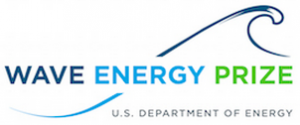 WAVE ENERGY PRIZE
U.S. DEPARTMENT OF ENERGY